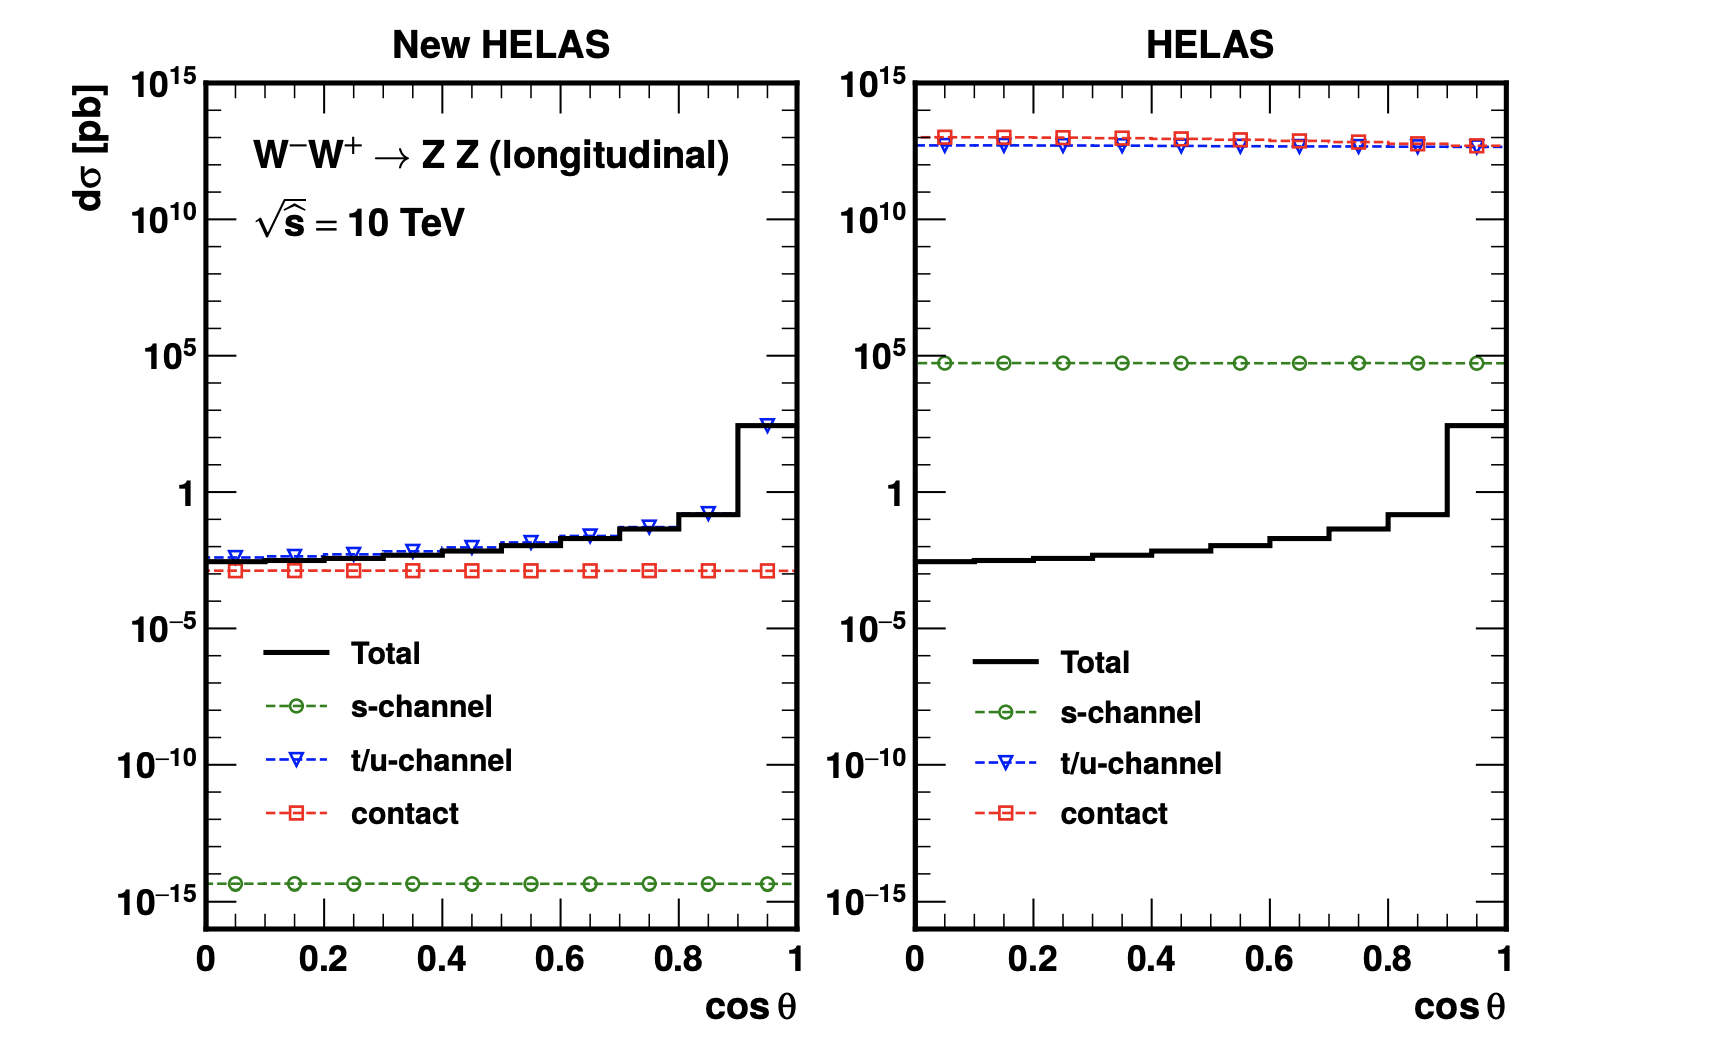 New HELAS
dσ [pb]
10^15
10^10
10^5
1
10^−5
10^−10
10^−15
W^−W^+ → Z Z (longitudinal)
√ŝ = 10 TeV
Total
s-channel
t/u-channel
contact
0 0.2 0.4 0.6 0.8 1
cos θ
HELAS
10^15
10^10
10^5
1
10^−5
10^−10
10^−15
Total
s-channel
t/u-channel
contact
0 0.2 0.4 0.6 0.8 1
cos θ